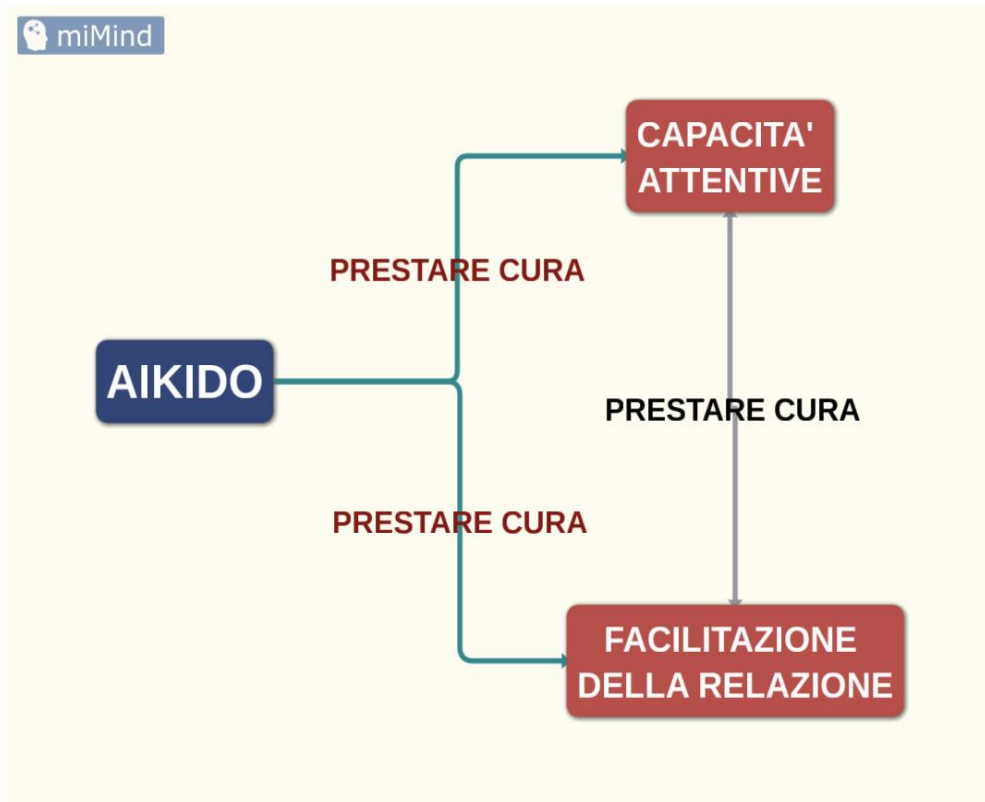 miMind
CAPACITA'
ATTENTIVE
PRESTARE CURA
AIKIDO
PRESTARE CURA
PRESTARE CURA
FACILITAZIONE
DELLA RELAZIONE